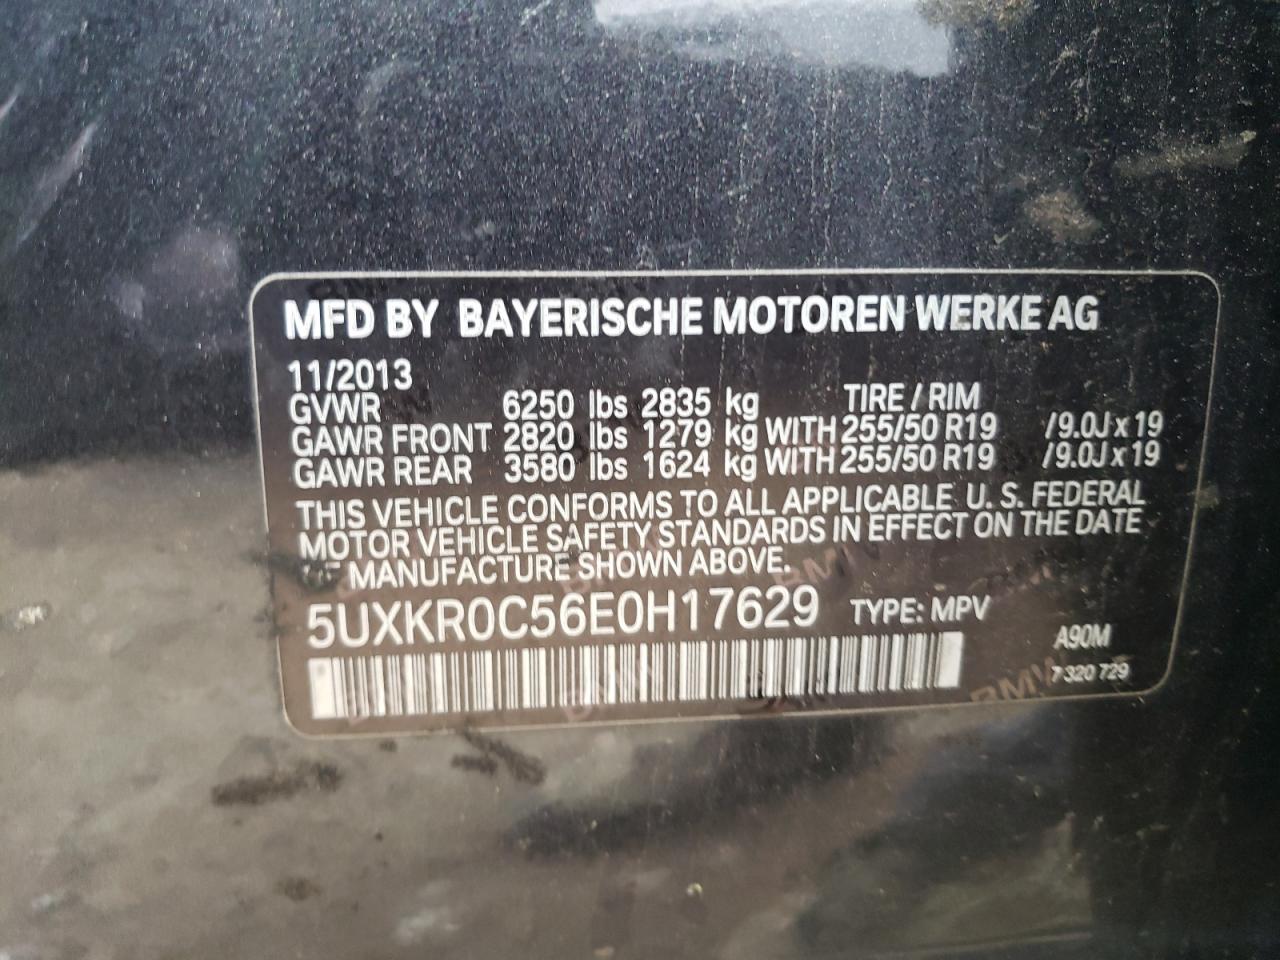 MFD BY BAYERISCHE MOTOREN WERKE AG
11/2013
GVWR 6250 lbs 2835 kg TIRE / RIM
GAWR FRONT 2820 lbs 1279 kg WITH 255/50 R19 /9.0J x 19
GAWR REAR 3580 lbs 1624 kg WITH 255/50 R19 /9.0J x 19
THIS VEHICLE CONFORMS TO ALL APPLICABLE U. S. FEDERAL
MOTOR VEHICLE SAFETY STANDARDS IN EFFECT ON THE DATE
OF MANUFACTURE SHOWN ABOVE.
5UXKR0C56E0H17629 TYPE: MPV
A90M
7 320 729